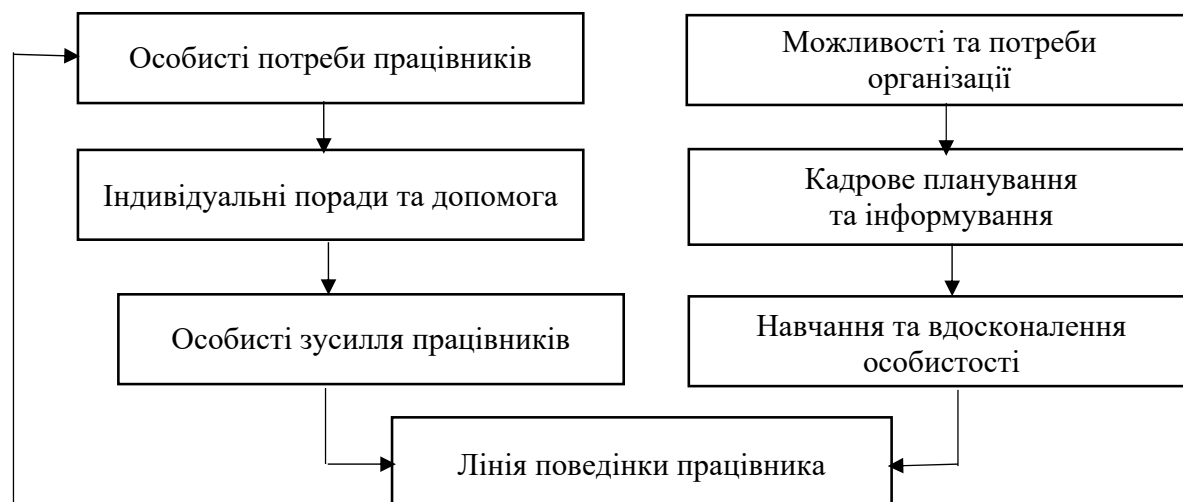 Особисті потреби працівників
Індивідуальні поради та допомога
Особисті зусилля працівників
Можливості та потреби
організації
Кадрове планування
та інформування
Навчання та вдосконалення
особистості
Лінія поведінки працівника